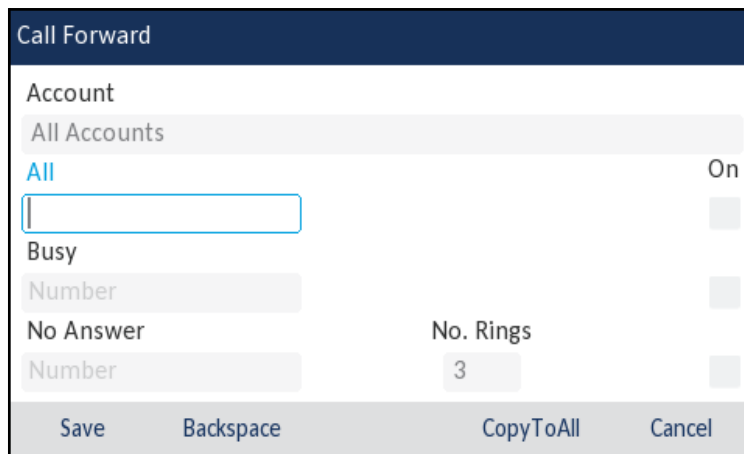 Call Forward
Account
All Accounts
All On
Busy
Number
No Answer No. Rings
Number 3
Save Backspace CopyToAll Cancel